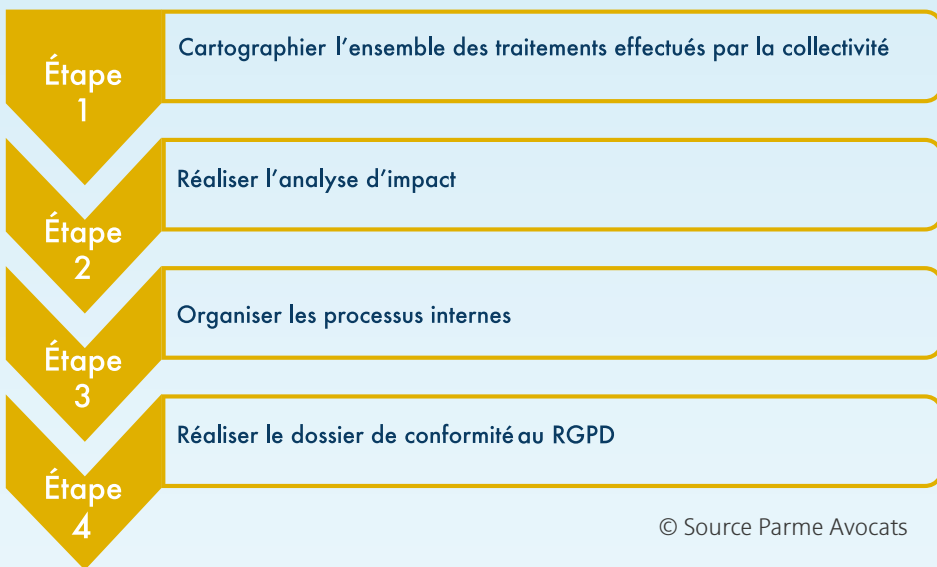 Étape
1
Cartographier l’ensemble des traitements effectués par la collectivité
Étape
2
Réaliser l’analyse d’impact
Étape
3
Organiser les processus internes
Étape
4
Réaliser le dossier de conformité au RGPD
© Source Parme Avocats